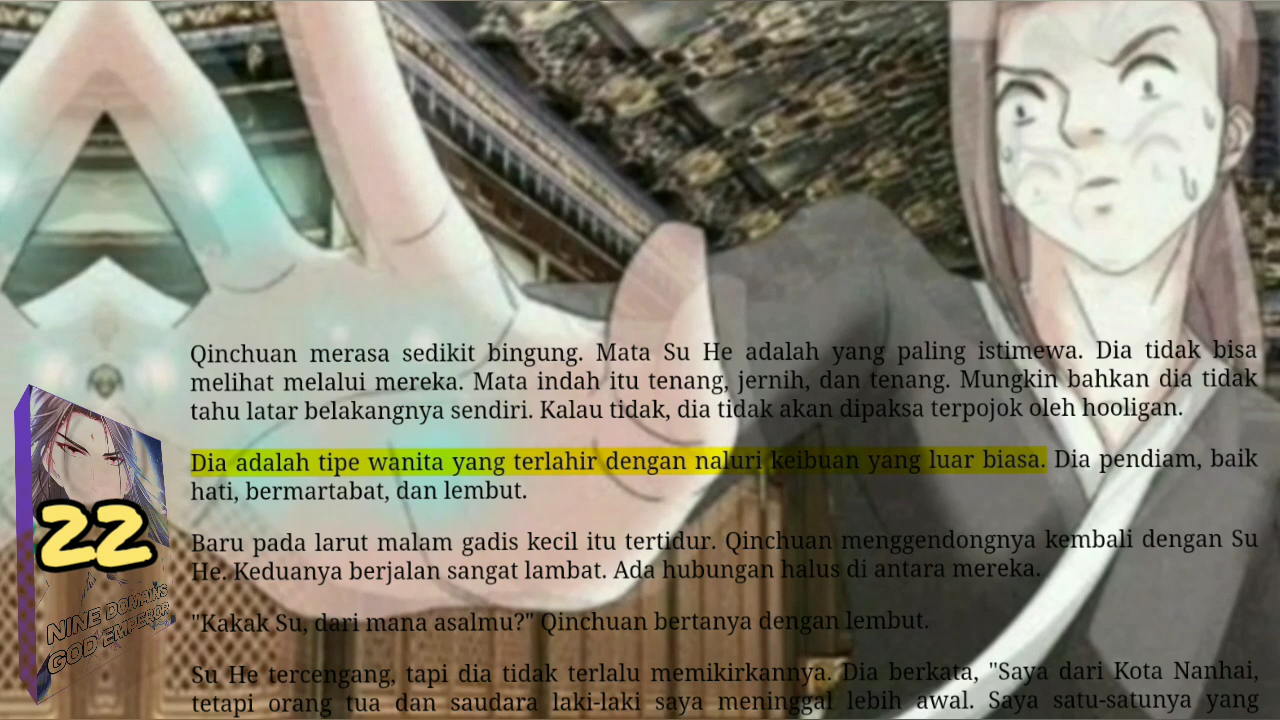 Qinchuan merasa sedikit bingung. Mata Su He adalah yang paling istimewa. Dia tidak bisa
melihat melalui mereka. Mata indah itu tenang, jernih, dan tenang. Mungkin bahkan dia tidak
tahu latar belakangnya sendiri. Kalau tidak, dia tidak akan dipaksa terpojok oleh hooligan.
Dia adalah tipe wanita yang terlahir dengan naluri keibuan yang luar biasa. Dia pendiam, baik
hati, bermartabat, dan lembut.
Baru pada larut malam gadis kecil itu tertidur. Qinchuan menggendongnya kembali dengan Su
He. Keduanya berjalan sangat lambat. Ada hubungan halus di antara mereka.
"Kakak Su, dari mana asalmu?" Qinchuan bertanya dengan lembut.
Su He tercengang, tapi dia tidak terlalu memikirkannya. Dia berkata, "Saya dari Kota Nanhai,
tetapi orang tua dan saudara laki-laki saya meninggal lebih awal. Saya satu-satunya yang
22
NINE DOMAINS
GOD EMPEROR